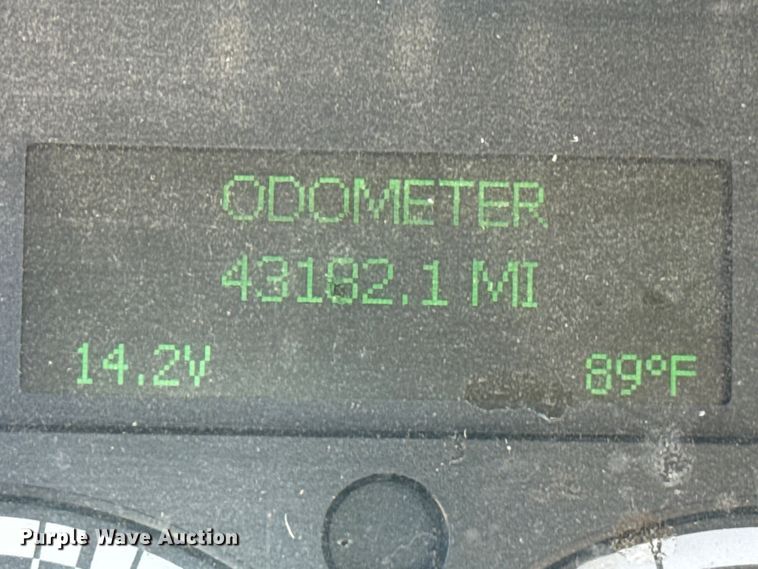 ODOMETER
43182.1 MI
14.2V 89°F
Purple Wave Auction